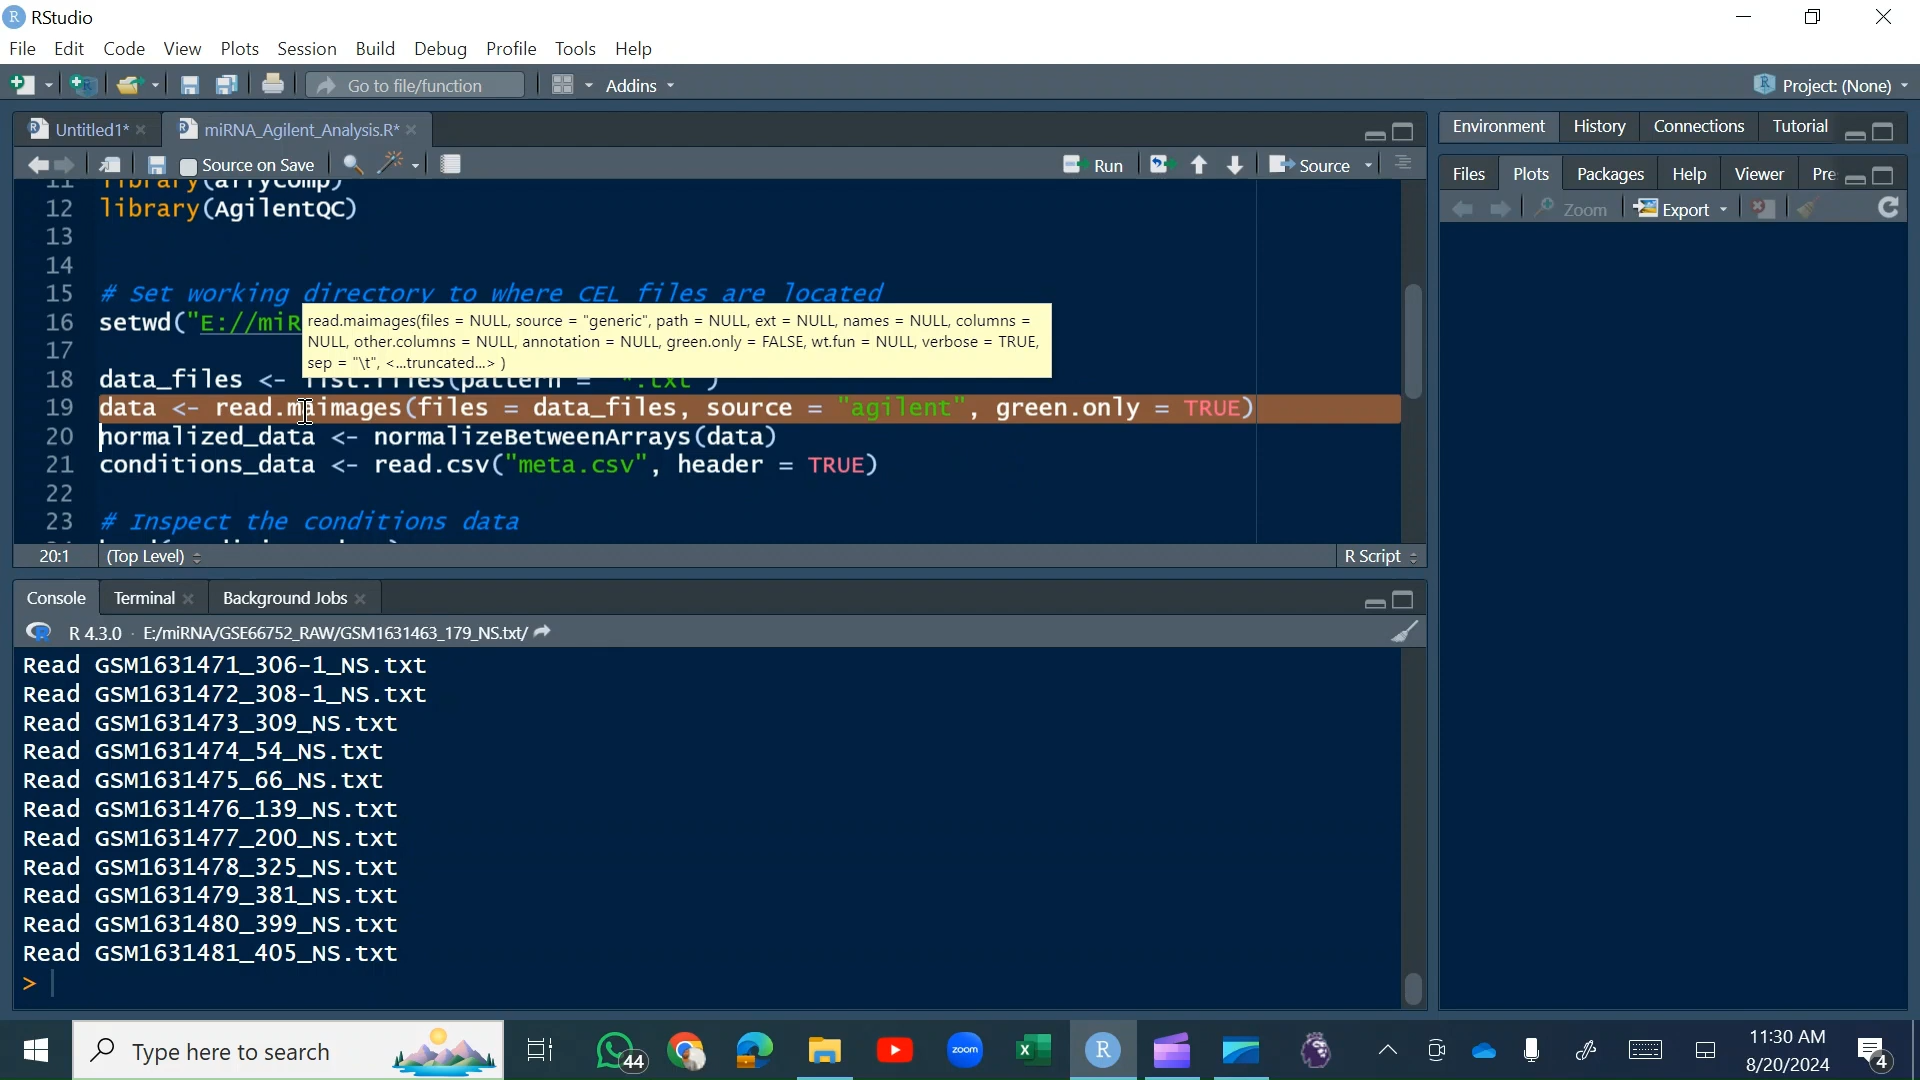 RStudio
File Edit Code View Plots Session Build Debug Profile Tools Help
Go to file/function Addins Project: (None)
Untitled1* miRNA_Agilent_Analysis.R*
Source on Save Run Source
11 library(arrycomp)
12 library(AgilentQC)
13
14
15 # Set working directory to where CEL files are located
16 setwd("E://miR
read.maimages(files = NULL, source = "generic", path = NULL, ext = NULL, names = NULL, columns =
NULL, other.columns = NULL, annotation = NULL, green.only = FALSE, wt.fun = NULL, verbose = TRUE,
sep = "\t", <...truncated...> )
17
18 data_files <- list.files(pattern = ".txt")
19 data <- read.maimages(files = data_files, source = "agilent", green.only = TRUE)
20 normalized_data <- normalizeBetweenArrays(data)
21 conditions_data <- read.csv("meta.csv", header = TRUE)
22
23 # Inspect the conditions data
20:1 (Top Level) R Script
Console Terminal Background Jobs
R 4.3.0 · E:/miRNA/GSE66752_RAW/GSM1631463_179_NS.txt/
Read GSM1631471_306-1_NS.txt
Read GSM1631472_308-1_NS.txt
Read GSM1631473_309_NS.txt
Read GSM1631474_54_NS.txt
Read GSM1631475_66_NS.txt
Read GSM1631476_139_NS.txt
Read GSM1631477_200_NS.txt
Read GSM1631478_325_NS.txt
Read GSM1631479_381_NS.txt
Read GSM1631480_399_NS.txt
Read GSM1631481_405_NS.txt
>
Environment History Connections Tutorial
Files Plots Packages Help Viewer Pre
Zoom Export
Type here to search 44 zoom 11:30 AM
8/20/2024 4